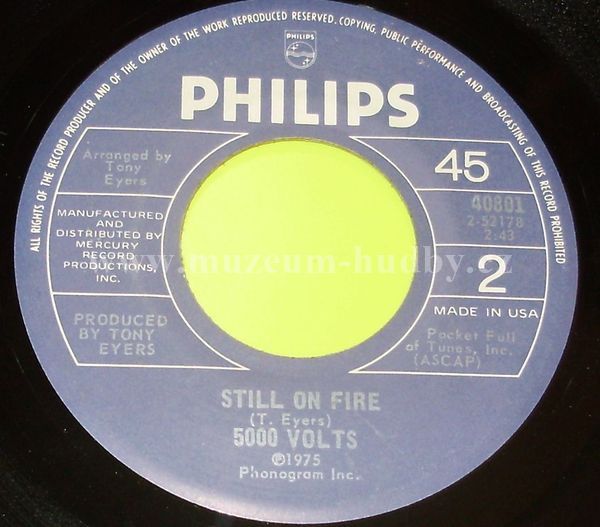 ALL RIGHTS OF THE RECORD PRODUCER AND OF THE OWNER OF THE WORK REPRODUCED RESERVED. COPYING, PUBLIC PERFORMANCE AND BROADCASTING OF THIS RECORD PROHIBITED
PHILIPS
PHILIPS
Arranged by
Tony
Eyers
MANUFACTURED
AND
DISTRIBUTED BY
MERCURY
RECORD
PRODUCTIONS,
INC.
PRODUCED
BY TONY
EYERS
45
40801
2-52178
2:43
2
MADE IN USA
Pocket Full
of Tunes, Inc.
(ASCAP)
www.muzeum-hudby.cz
STILL ON FIRE
(T. Eyers)
5000 VOLTS
℗1975
Phonogram Inc.